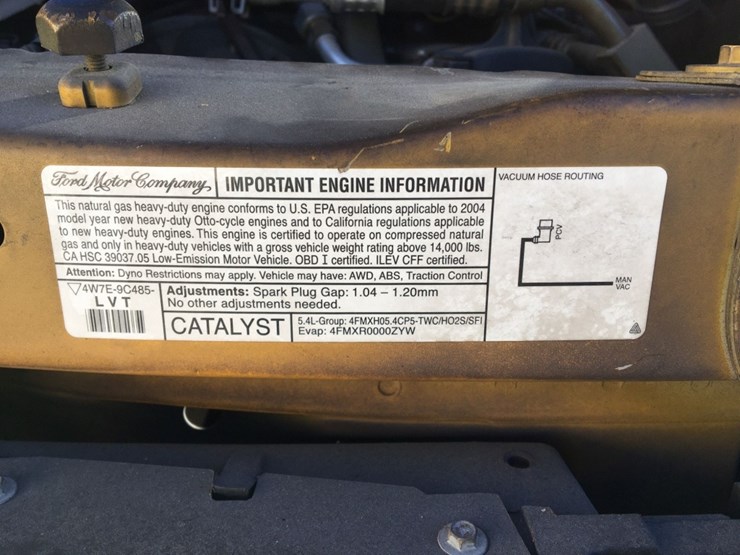 Ford Motor Company
IMPORTANT ENGINE INFORMATION
This natural gas heavy-duty engine conforms to U.S. EPA regulations applicable to 2004
model year new heavy-duty Otto-cycle engines and to California regulations applicable
to new heavy-duty engines. This engine is certified to operate on compressed natural
gas and only in heavy-duty vehicles with a gross vehicle weight rating above 14,000 lbs.
CA HSC 39037.05 Low-Emission Motor Vehicle. OBD I certified. ILEV CFF certified.
Attention: Dyno Restrictions may apply. Vehicle may have: AWD, ABS, Traction Control
4W7E-9C485-
LVT
Adjustments: Spark Plug Gap: 1.04 – 1.20mm
No other adjustments needed.
CATALYST
5.4L-Group: 4FMXH05.4CP5-TWC/HO2S/SFI
Evap: 4FMXR0000ZYW
VACUUM HOSE ROUTING
PCV
MAN
VAC